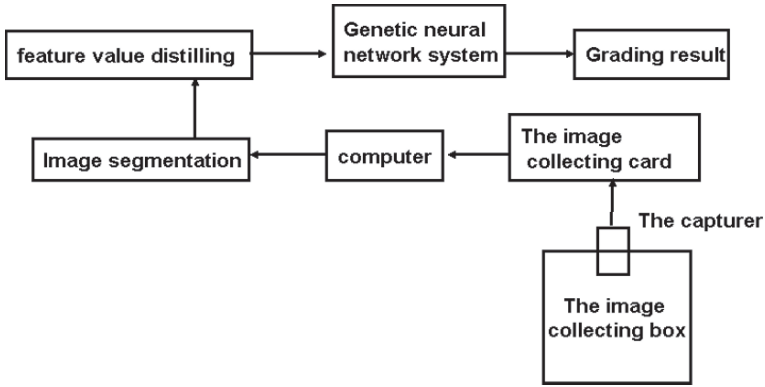 feature value distilling
Genetic neural
network system
Grading result
Image segmentation
computer
The image
collecting card
The capturer
The image
collecting box